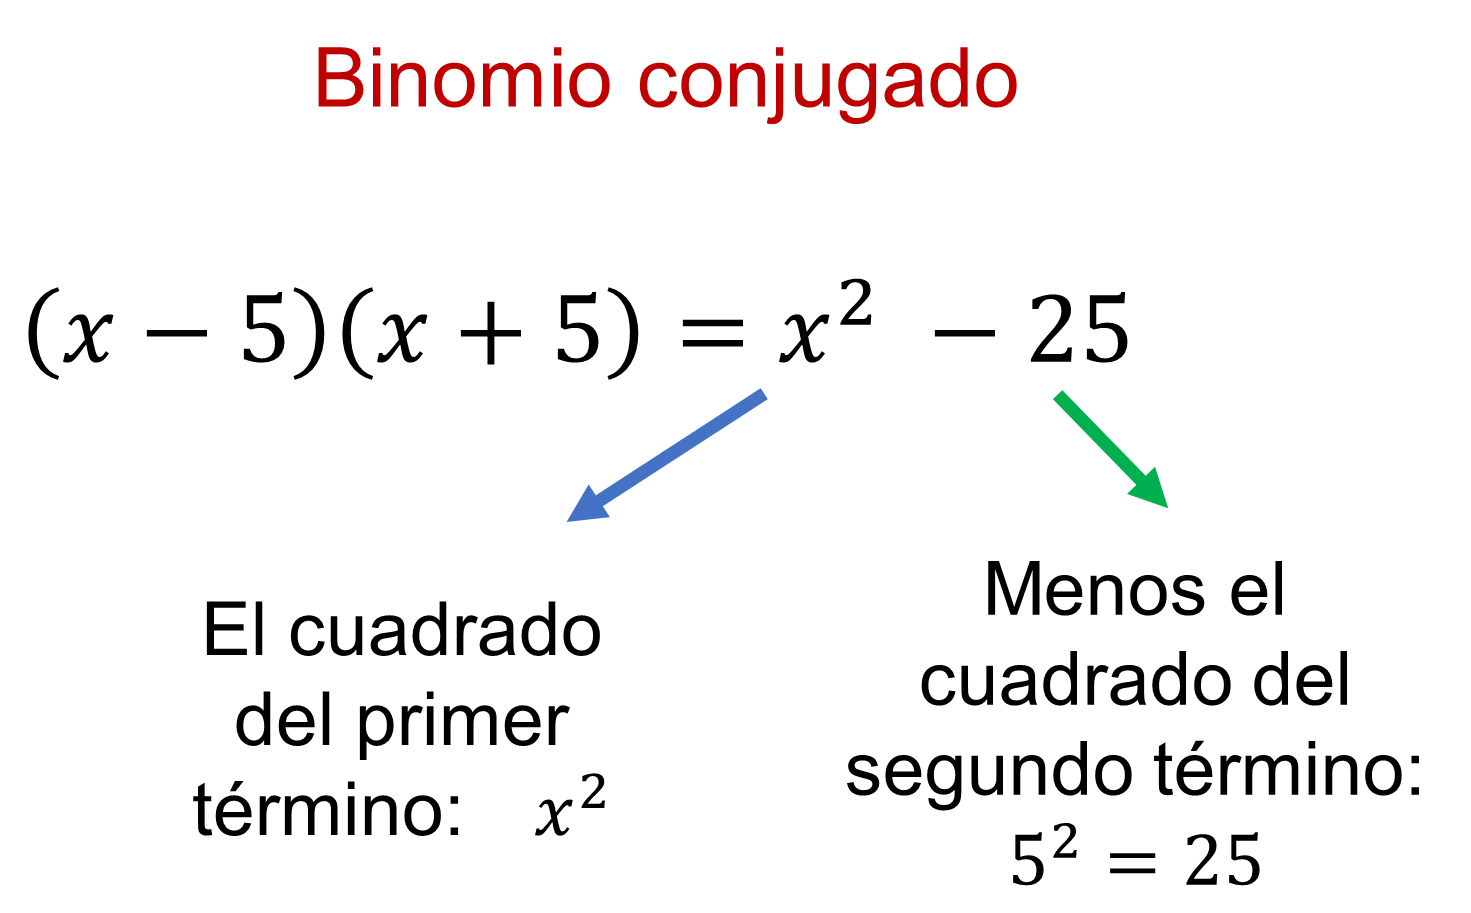 Binomio conjugado
(x − 5)(x + 5) = x² − 25
El cuadrado
del primer
término: x²
Menos el
cuadrado del
segundo término:
5² = 25